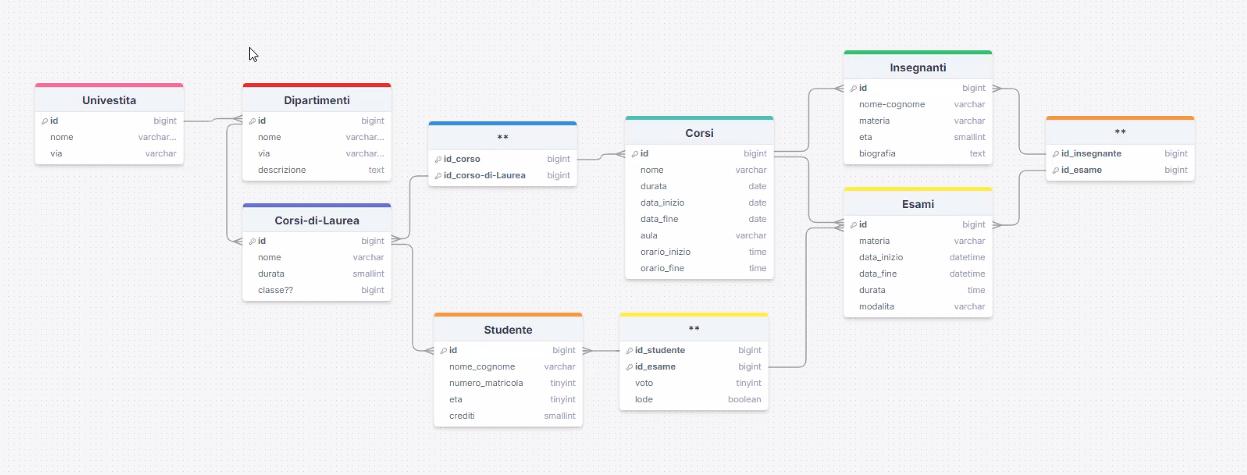 Univestita
id bigint
nome varchar...
via varchar
Dipartimenti
id bigint
nome varchar...
via varchar...
descrizione text
Corsi-di-Laurea
id bigint
nome varchar
durata smallint
classe?? bigint
**
id_corso bigint
id_corso-di-Laurea bigint
Studente
id bigint
nome_cognome varchar
numero_matricola tinyint
eta tinyint
crediti smallint
Corsi
id bigint
nome varchar
durata date
data_inizio date
data_fine date
aula varchar
orario_inizio time
orario_fine time
**
id_studente bigint
id_esame bigint
voto tinyint
lode boolean
Insegnanti
id bigint
nome-cognome varchar
materia varchar
eta smallint
biografia text
Esami
id bigint
materia varchar
data_inizio datetime
data_fine datetime
durata time
modalita varchar
**
id_insegnante bigint
id_esame bigint